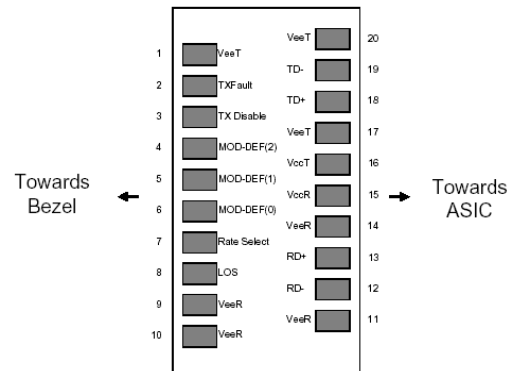 VeeT 20
1 VeeT
TD- 19
2 TXFault
TD+ 18
3 TX Disable
VeeT 17
4 MOD-DEF(2)
VccT 16
5 MOD-DEF(1)
Towards
Bezel
VccR 15
Towards
ASIC
6 MOD-DEF(0)
VeeR 14
7 Rate Select
RD+ 13
8 LOS
RD- 12
9 VeeR
VeeR 11
10 VeeR